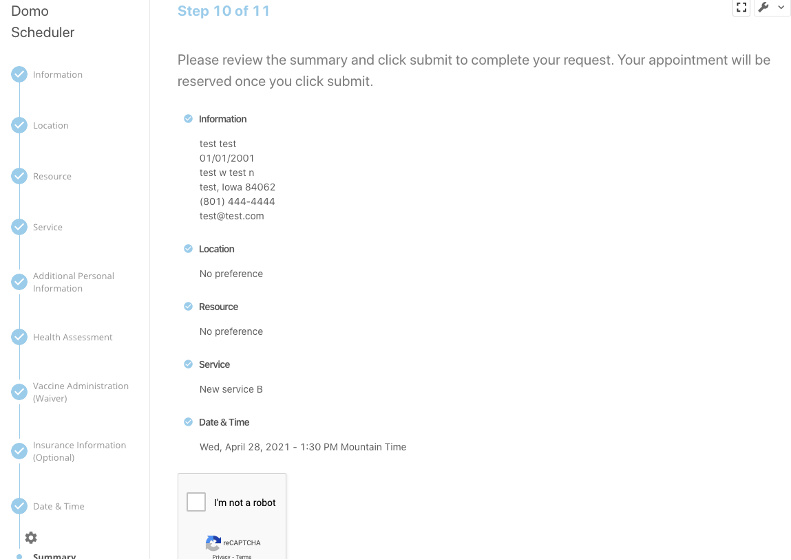 Domo
Scheduler
Information
Location
Resource
Service
Additional Personal
Information
Health Assessment
Vaccine Administration
(Waiver)
Insurance Information
(Optional)
Date & Time
Summary
Step 10 of 11
Please review the summary and click submit to complete your request. Your appointment will be
reserved once you click submit.
Information
test test
01/01/2001
test w test n
test, Iowa 84062
(801) 444-4444
test@test.com
Location
No preference
Resource
No preference
Service
New service B
Date & Time
Wed, April 28, 2021 - 1:30 PM Mountain Time
I'm not a robot
reCAPTCHA
Privacy - Terms